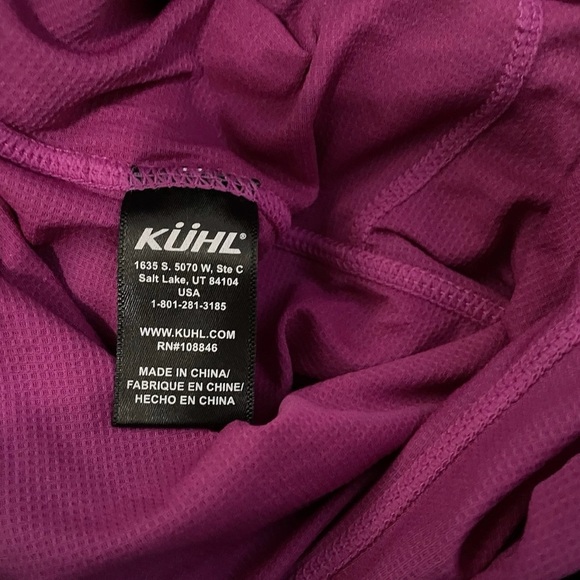 KÜHL®
1635 S. 5070 W, Ste C
Salt Lake, UT 84104
USA
1-801-281-3185
WWW.KUHL.COM
RN#108846
MADE IN CHINA/
FABRIQUE EN CHINE/
HECHO EN CHINA